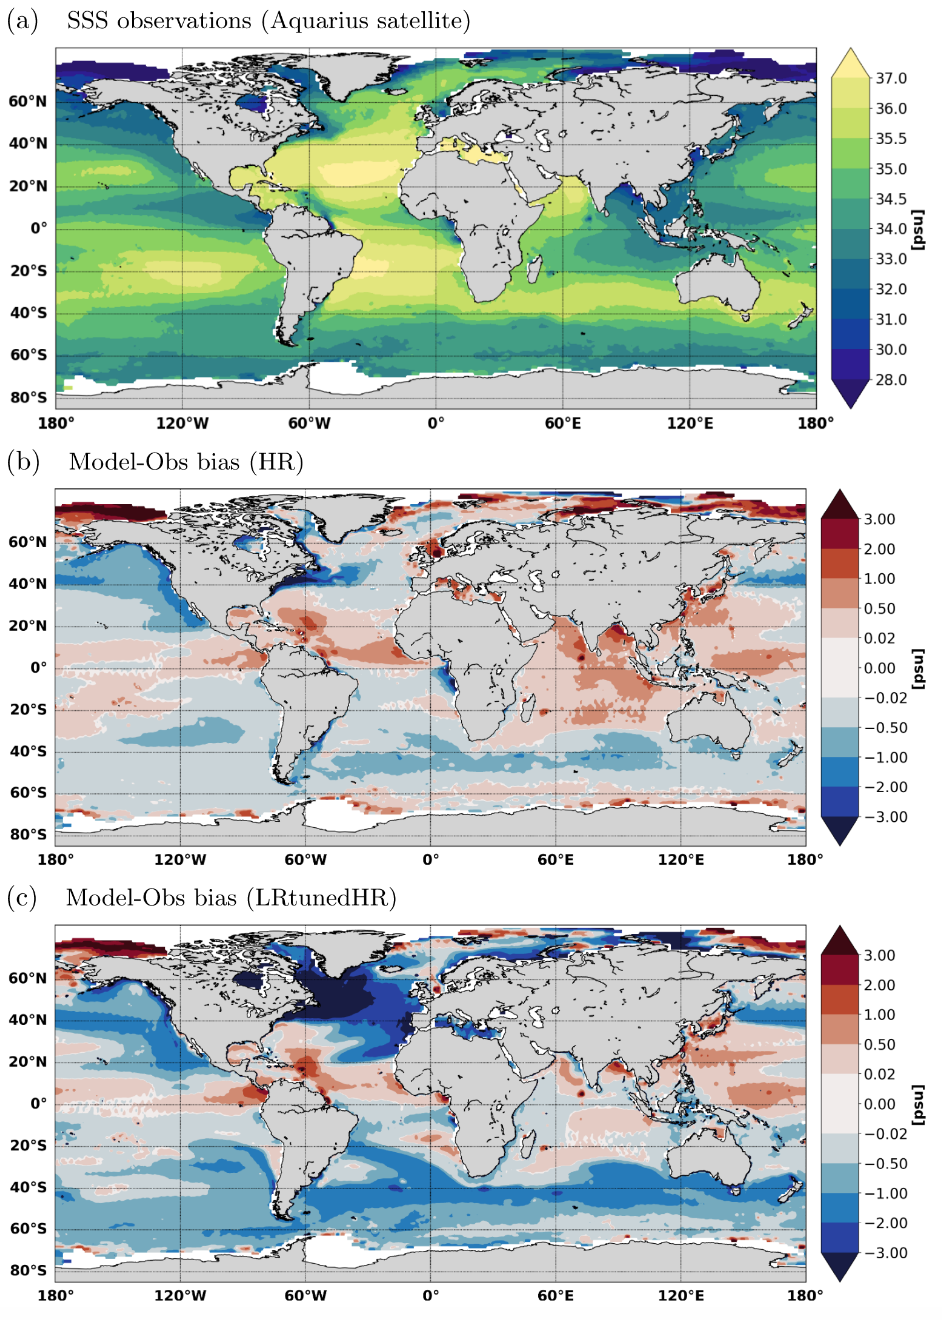 (a) SSS observations (Aquarius satellite)
60°N
40°N
20°N
0°
20°S
40°S
60°S
80°S
180° 120°W 60°W 0° 60°E 120°E 180°
37.0
36.0
35.5
35.0
34.5
34.0
33.0
32.0
31.0
30.0
28.0
[psu]
(b) Model-Obs bias (HR)
60°N
40°N
20°N
0°
20°S
40°S
60°S
80°S
180° 120°W 60°W 0° 60°E 120°E 180°
3.00
2.00
1.00
0.50
0.02
0.00
−0.02
−0.50
−1.00
−2.00
−3.00
[psu]
(c) Model-Obs bias (LRtunedHR)
60°N
40°N
20°N
0°
20°S
40°S
60°S
80°S
180° 120°W 60°W 0° 60°E 120°E 180°
3.00
2.00
1.00
0.50
0.02
0.00
−0.02
−0.50
−1.00
−2.00
−3.00
[psu]